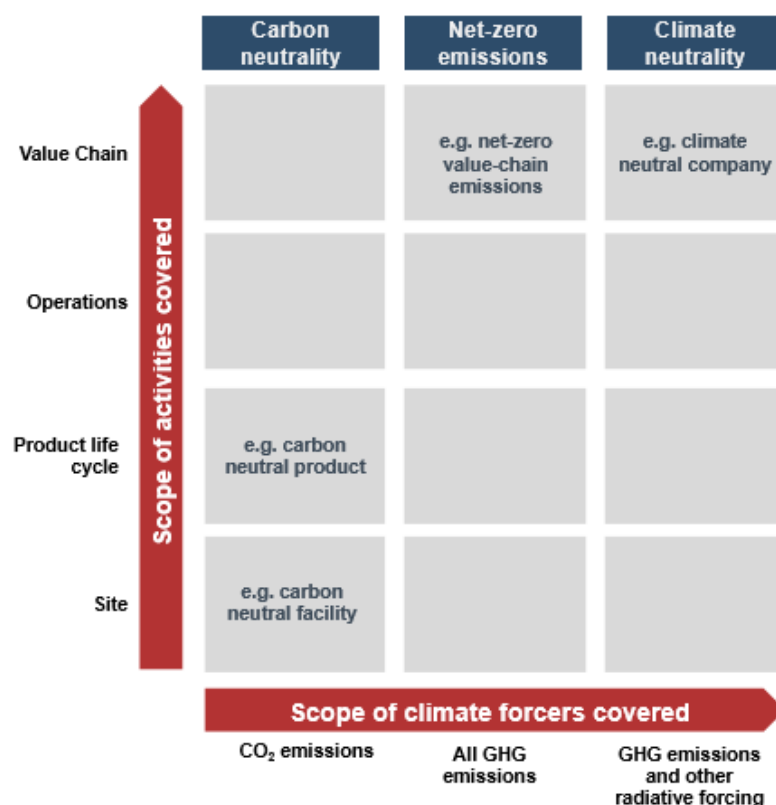 Carbon
neutrality
Net-zero
emissions
Climate
neutrality
Value Chain
e.g. net-zero
value-chain
emissions
e.g. climate
neutral company
Operations
Product life
cycle
e.g. carbon
neutral product
Site
e.g. carbon
neutral facility
Scope of activities covered
Scope of climate forcers covered
CO₂ emissions
All GHG
emissions
GHG emissions
and other
radiative forcing